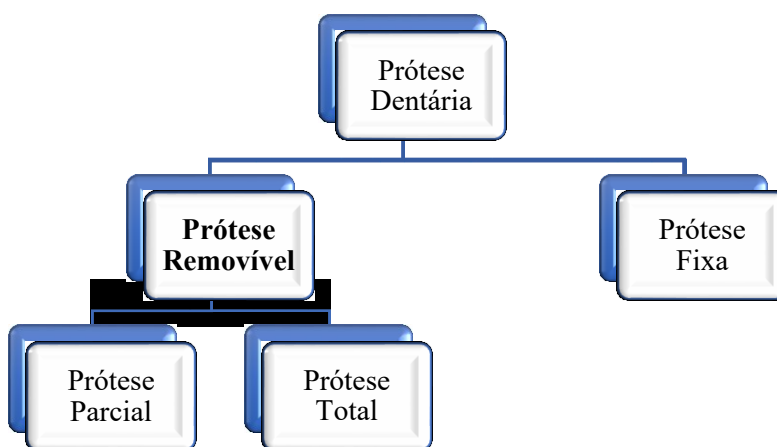 Prótese
Dentária
Prótese
Removível
Prótese
Fixa
Prótese
Parcial
Prótese
Total